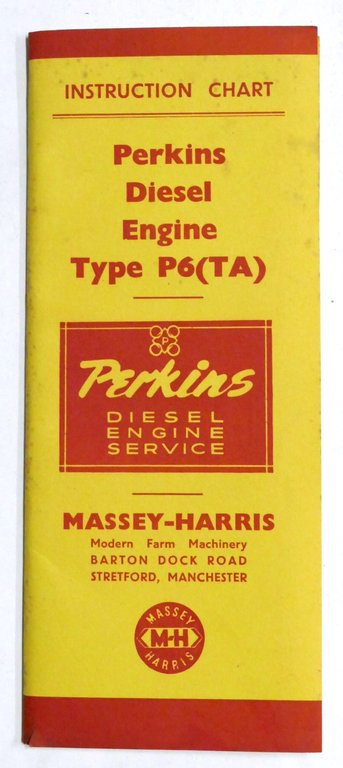 INSTRUCTION CHART
Perkins
Diesel
Engine
Type P6(TA)
P
Perkins
DIESEL
ENGINE
SERVICE
MASSEY-HARRIS
Modern Farm Machinery
BARTON DOCK ROAD
STRETFORD, MANCHESTER
MASSEY
M-H
HARRIS